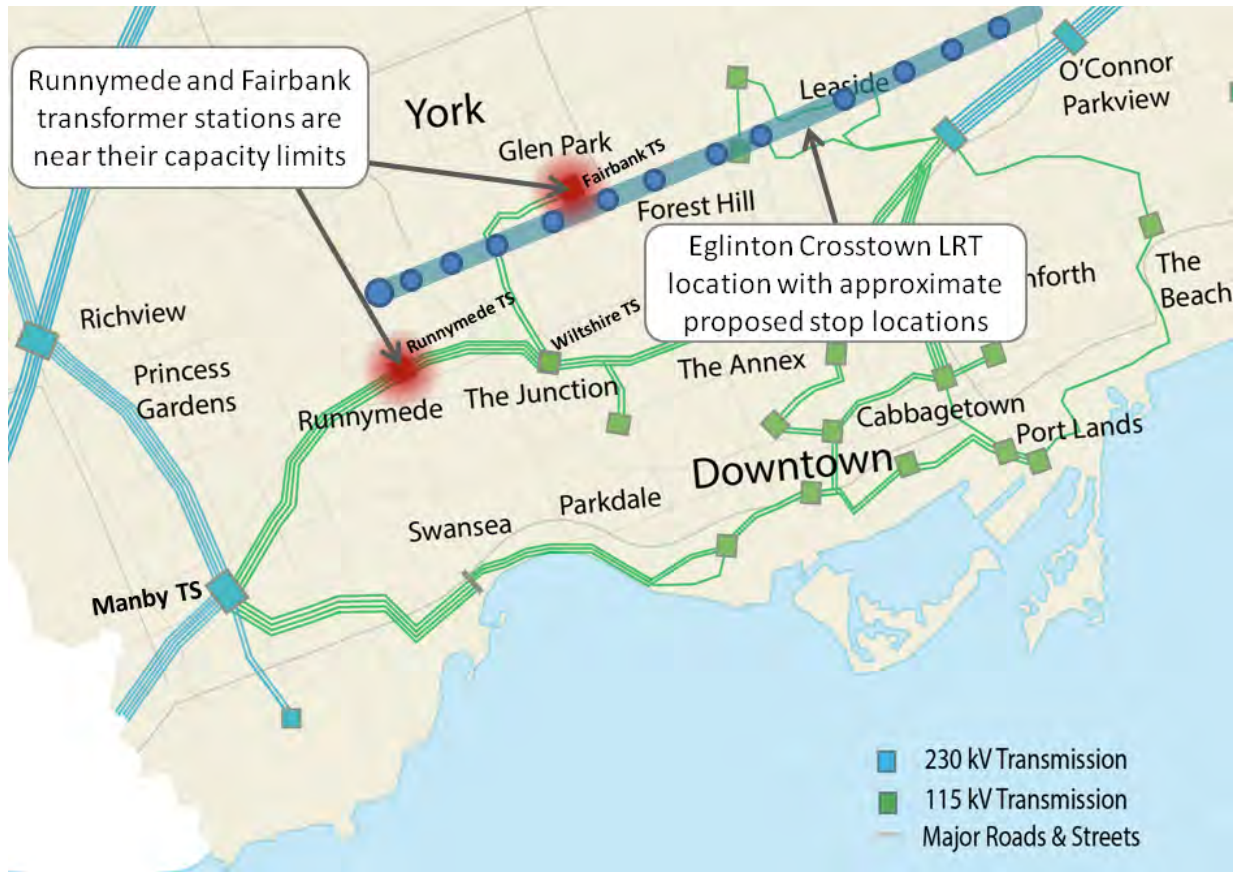 Runnymede and Fairbank
transformer stations are
near their capacity limits
York
Glen Park
Fairbank TS
Leaside
O'Connor
Parkview
Forest Hill
Eglinton Crosstown LRT
location with approximate
proposed stop locations
nforth
The
Beach
Richview
Princess
Gardens
Runnymede TS
Wiltshire TS
Runnymede
The Junction
The Annex
Cabbagetown
Port Lands
Downtown
Parkdale
Swansea
Manby TS
230 kV Transmission
115 kV Transmission
Major Roads & Streets